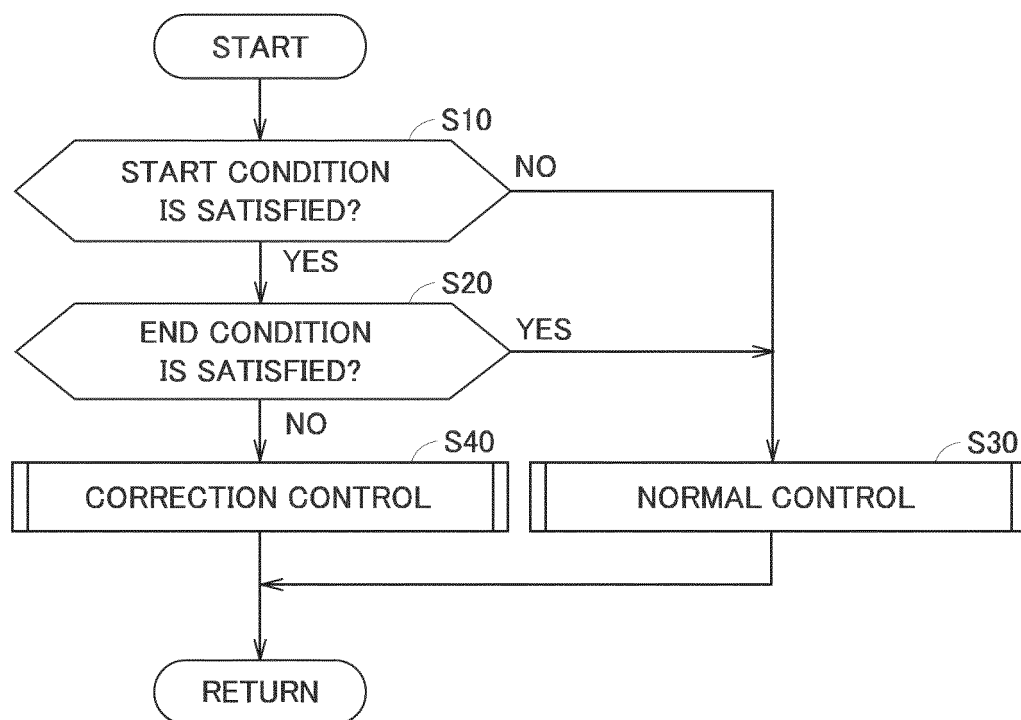 START
S10
START CONDITION
IS SATISFIED?
NO
YES
S20
END CONDITION
IS SATISFIED?
YES
NO
S40
CORRECTION CONTROL
S30
NORMAL CONTROL
RETURN